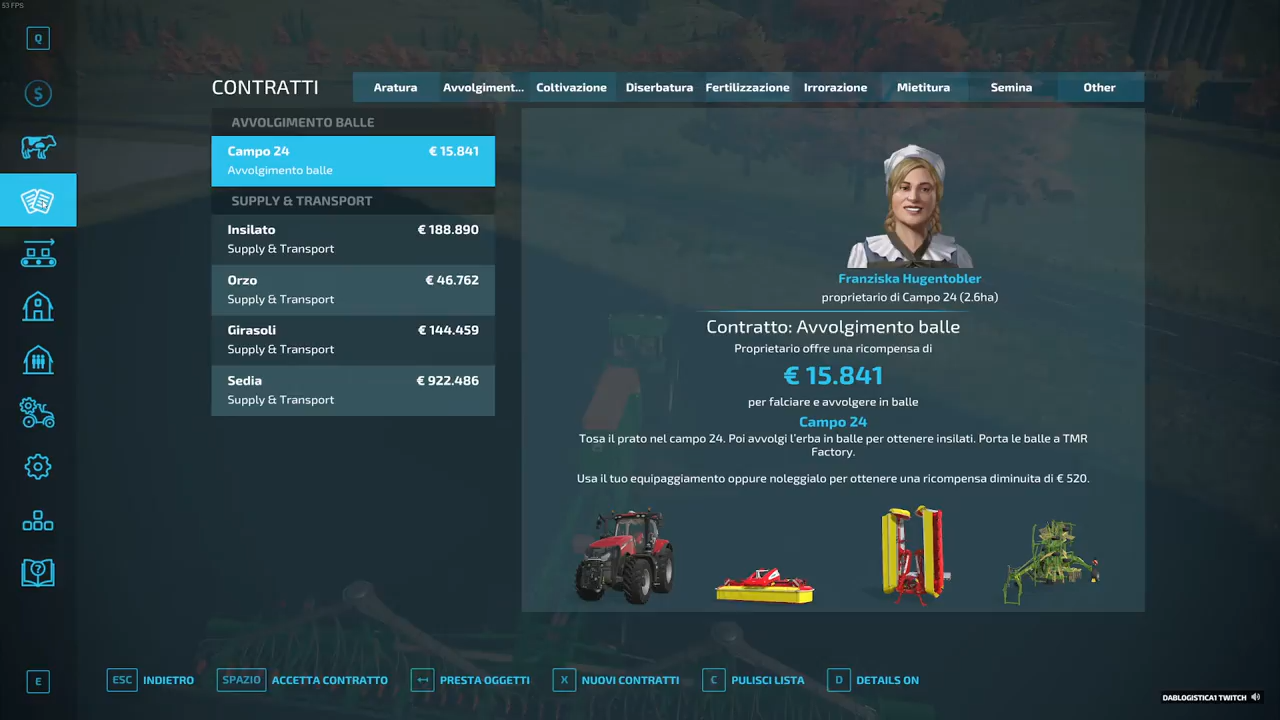 53 FPS
Q
CONTRATTI
Aratura
Avvolgiment...
Coltivazione
Diserbatura
Fertilizzazione
Irrorazione
Mietitura
Semina
Other
AVVOLGIMENTO BALLE
Campo 24 € 15.841
Avvolgimento balle
SUPPLY & TRANSPORT
Insilato € 188.890
Supply & Transport
Orzo € 46.762
Supply & Transport
Girasoli € 144.459
Supply & Transport
Sedia € 922.486
Supply & Transport
Franziska Hugentobler
proprietario di Campo 24 (2.6ha)
Contratto: Avvolgimento balle
Proprietario offre una ricompensa di
€ 15.841
per falciare e avvolgere in balle
Campo 24
Tosa il prato nel campo 24. Poi avvolgi l'erba in balle per ottenere insilati. Porta le balle a TMR
Factory.
Usa il tuo equipaggiamento oppure noleggialo per ottenere una ricompensa diminuita di € 520.
E
ESC INDIETRO
SPAZIO ACCETTA CONTRATTO
PRESTA OGGETTI
X NUOVI CONTRATTI
C PULISCI LISTA
D DETAILS ON
DABLOGISTICA1 TWITCH